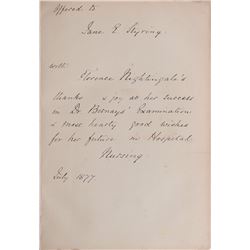 Offered to
Jane E. Styring
with
Florence Nightingale's
thanks & joy at her success
in Dr Bernays' Examination
& most hearty good wishes
for her future in Hospital
Nursing
July 1877